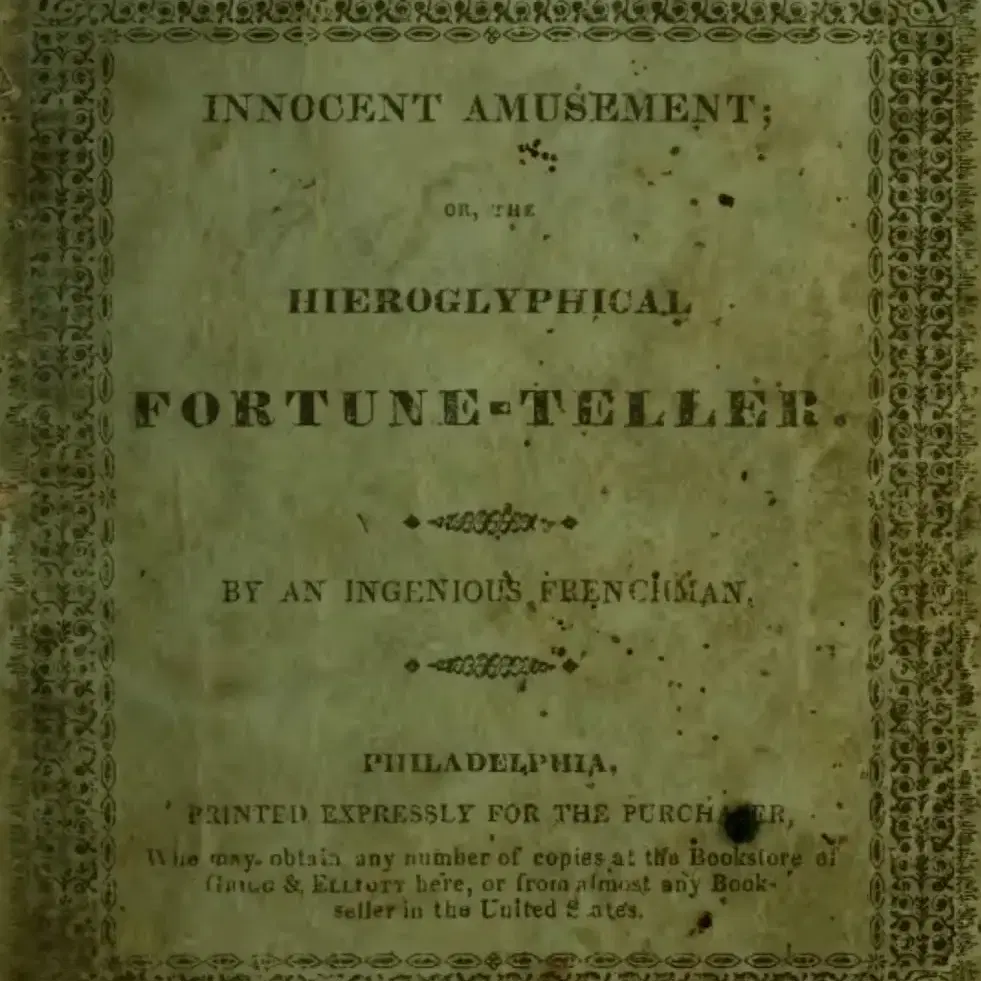 INNOCENT AMUSEMENT;
OR, THE
HIEROGLYPHICAL
FORTUNE-TELLER.
BY AN INGENIOUS FRENCHMAN.
PHILADELPHIA,
PRINTED EXPRESSLY FOR THE PURCHASER,
Who may obtain any number of copies at the Bookstore of
GRIGG & ELLIOTT here, or from almost any Book-
seller in the United States.